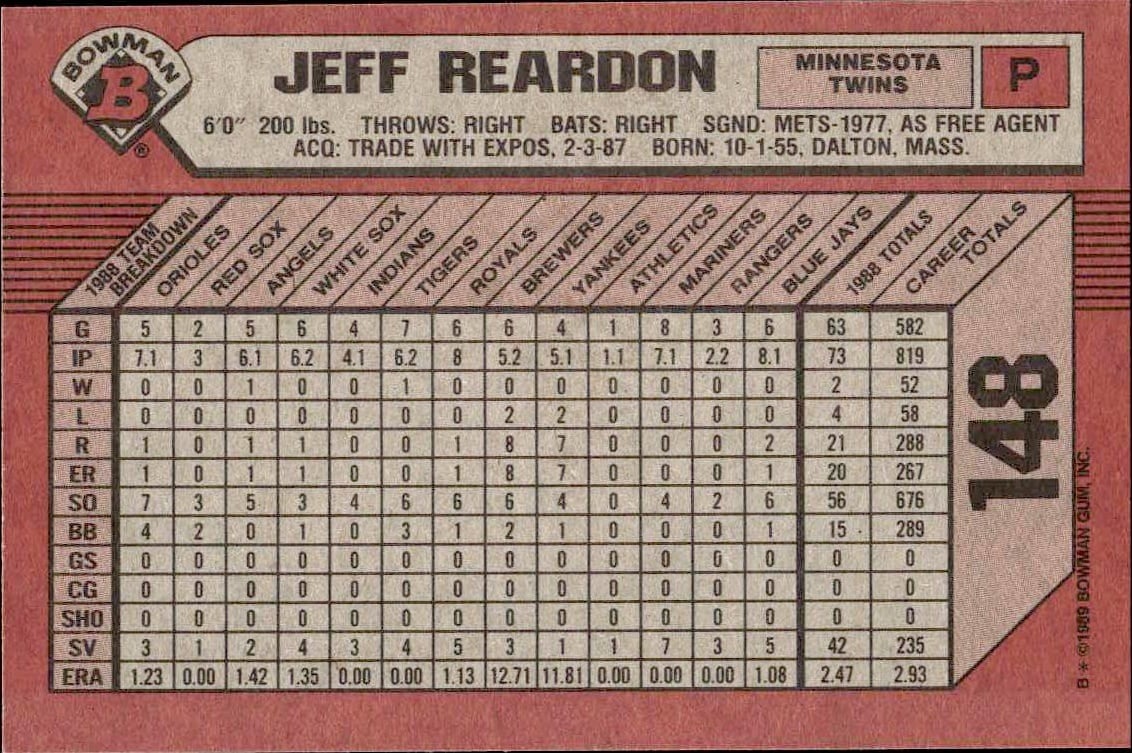 BOWMAN
B
®
JEFF REARDON
MINNESOTA
TWINS
P
6'0" 200 lbs. THROWS: RIGHT BATS: RIGHT SGND: METS-1977, AS FREE AGENT
ACQ: TRADE WITH EXPOS, 2-3-87 BORN: 10-1-55, DALTON, MASS.
1988 TEAM BREAKDOWN ORIOLES RED SOX ANGELS WHITE SOX INDIANS TIGERS ROYALS BREWERS YANKEES ATHLETICS MARINERS RANGERS BLUE JAYS 1988 TOTALS CAREER TOTALS
G 5 2 5 6 4 7 6 6 4 1 8 3 6 63 582
IP 7.1 3 6.1 6.2 4.1 6.2 8 5.2 5.1 1.1 7.1 2.2 8.1 73 819
W 0 0 1 0 0 1 0 0 0 0 0 0 0 2 52
L 0 0 0 0 0 0 0 2 2 0 0 0 0 4 58
R 1 0 1 1 0 0 1 8 7 0 0 0 2 21 288
ER 1 0 1 1 0 0 1 8 7 0 0 0 1 20 267
SO 7 3 5 3 4 6 6 6 4 0 4 2 6 56 676
BB 4 2 0 1 0 3 1 2 1 0 0 0 1 15 289
GS 0 0 0 0 0 0 0 0 0 0 0 0 0 0 0
CG 0 0 0 0 0 0 0 0 0 0 0 0 0 0 0
SHO 0 0 0 0 0 0 0 0 0 0 0 0 0 0 0
SV 3 1 2 4 3 4 5 3 1 1 7 3 5 42 235
ERA 1.23 0.00 1.42 1.35 0.00 0.00 1.13 12.71 11.81 0.00 0.00 0.00 1.08 2.47 2.93
148
B * ©1989 BOWMAN GUM, INC.